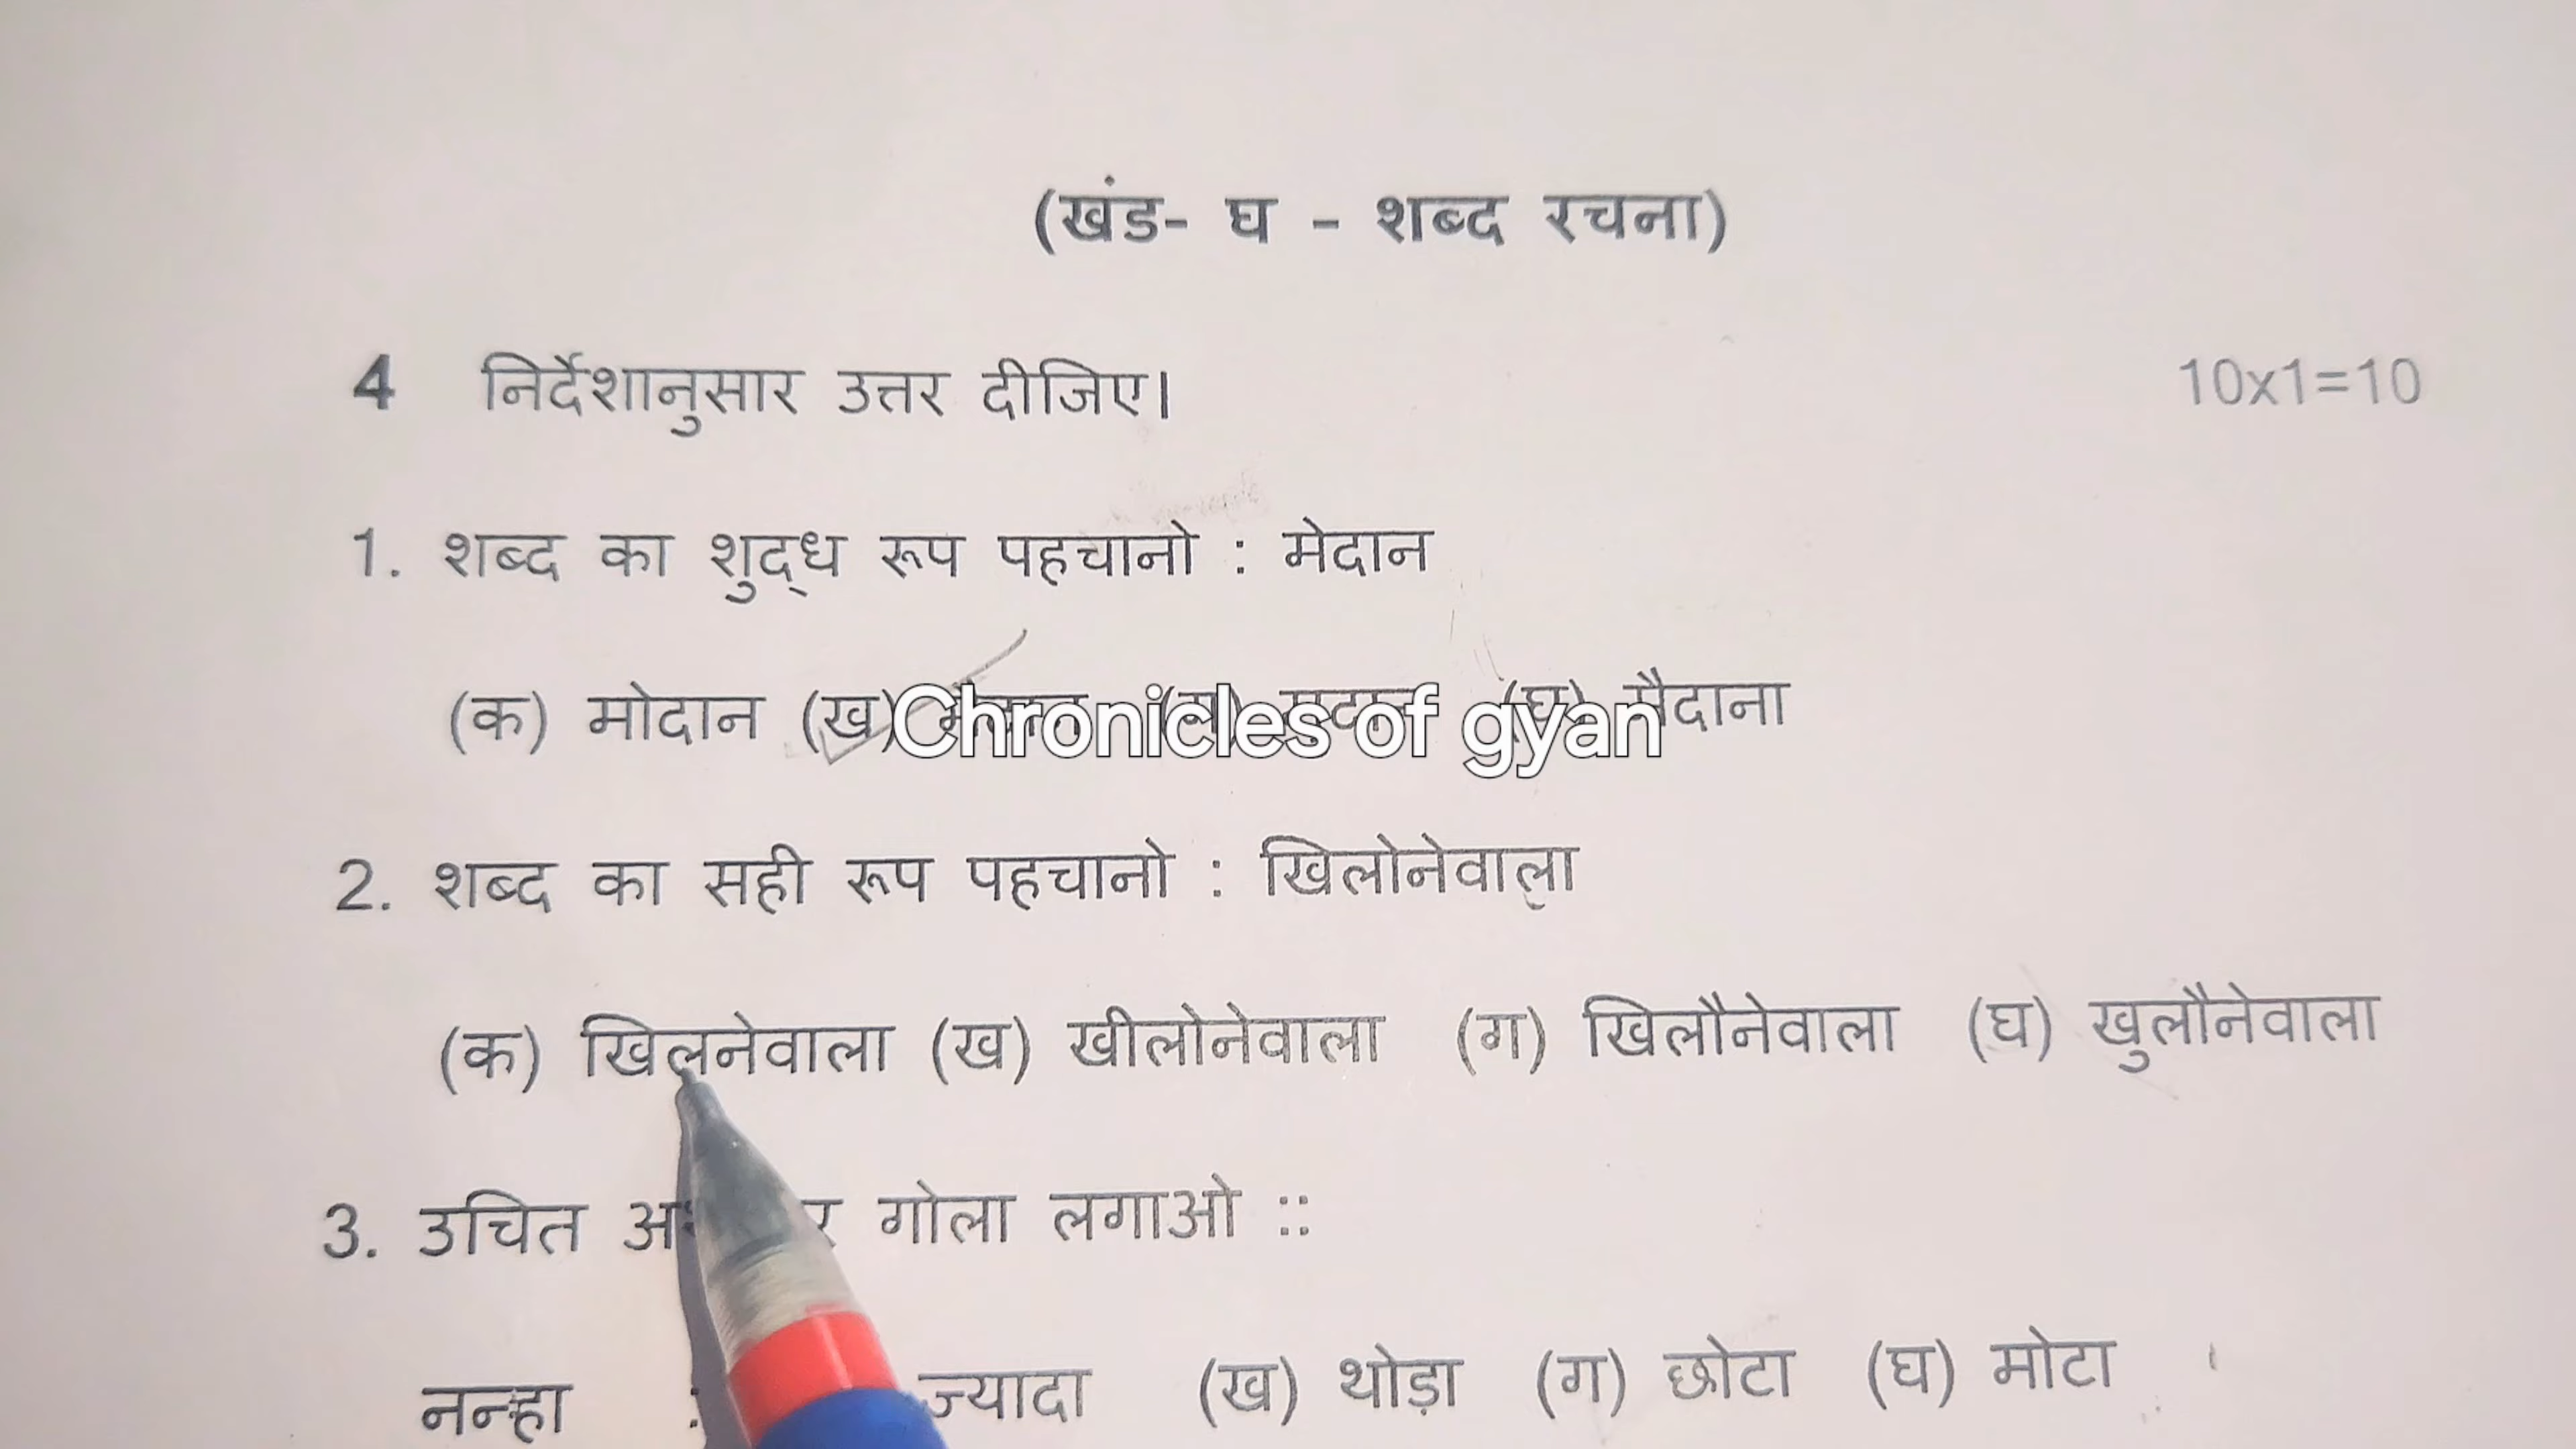 (खंड- घ - शब्द रचना)
4 निर्देशानुसार उत्तर दीजिए। 10x1=10
1. शब्द का शुद्ध रूप पहचानो : मेदान
(क) मोदान (ख) (घ) मैदाना
Chronicles of gyan
2. शब्द का सही रूप पहचानो : खिलोनेवाला
(क) खिलनेवाला (ख) खीलोनेवाला (ग) खिलौनेवाला (घ) खुलौनेवाला
3. उचित गोला लगाओ ::
नन्हा : ज्यादा (ख) थोड़ा (ग) छोटा (घ) मोटा